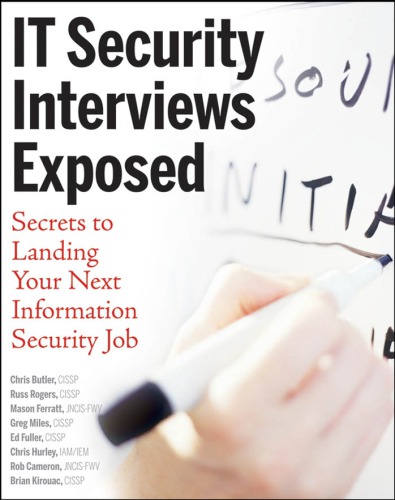 IT Security
Interviews
Exposed
SOU
INITIA
Secrets to
Landing
Your Next
Information
Security Job
Chris Butler, CISSP
Russ Rogers, CISSP
Mason Ferratt, JNCIS-FWV
Greg Miles, CISSP
Ed Fuller, CISSP
Chris Hurley, IAM/IEM
Rob Cameron, JNCIS-FWV
Brian Kirouac, CISSP